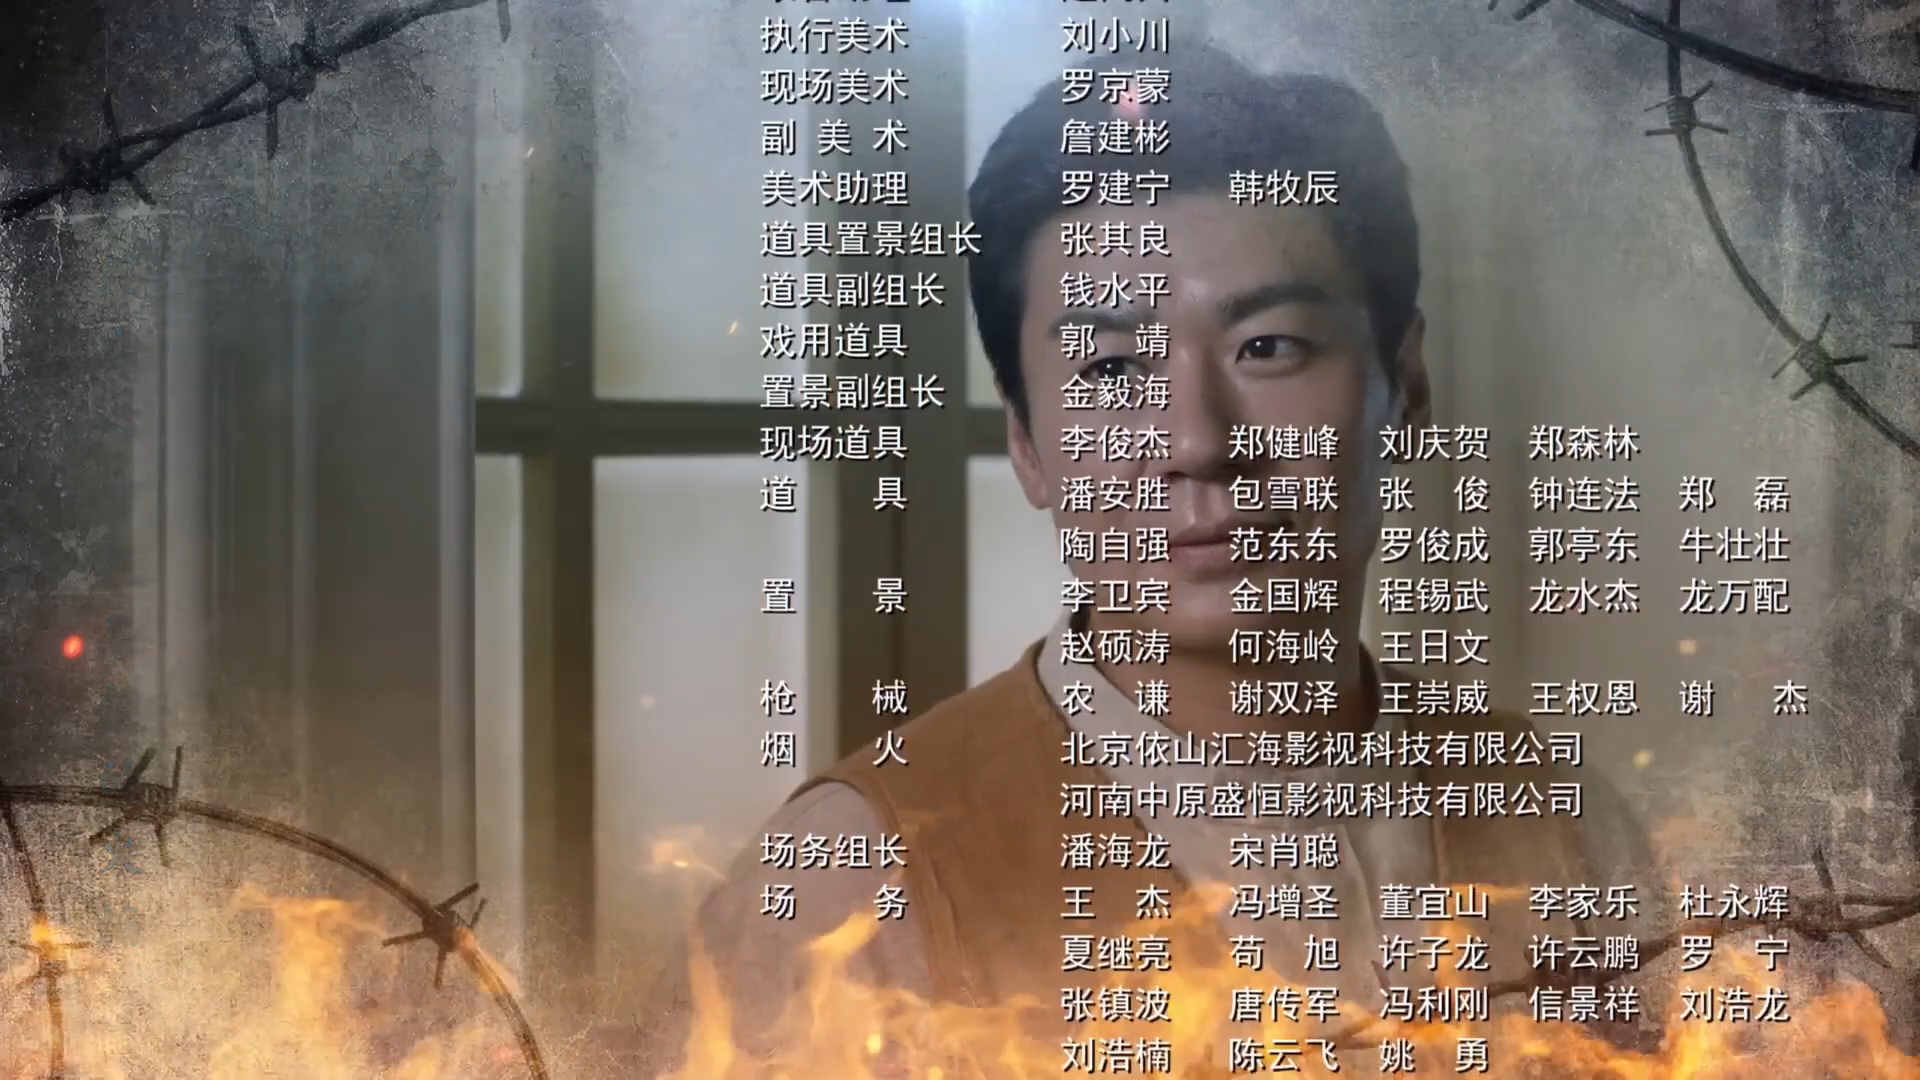 执行美术 刘小川
现场美术 罗京蒙
副美术 詹建彬
美术助理 罗建宁 韩牧辰
道具置景组长 张其良
道具副组长 钱水平
戏用道具 郭靖
置景副组长 金毅海
现场道具 李俊杰 郑健峰 刘庆贺 郑森林
道具 潘安胜 包雪联 张俊 钟连法 郑磊
陶自强 范东东 罗俊成 郭亭东 牛壮壮
置景 李卫宾 金国辉 程锡武 龙水杰 龙万配
赵硕涛 何海岭 王日文
枪械 农谦 谢双泽 王崇威 王权恩 谢杰
烟火 北京依山汇海影视科技有限公司
河南中原盛恒影视科技有限公司
场务组长 潘海龙 宋肖聪
场务 王杰 冯增圣 董宜山 李家乐 杜永辉
夏继亮 苟旭 许子龙 许云鹏 罗宁
张镇波 唐传军 冯利刚 信景祥 刘浩龙
刘浩楠 陈云飞 姚勇